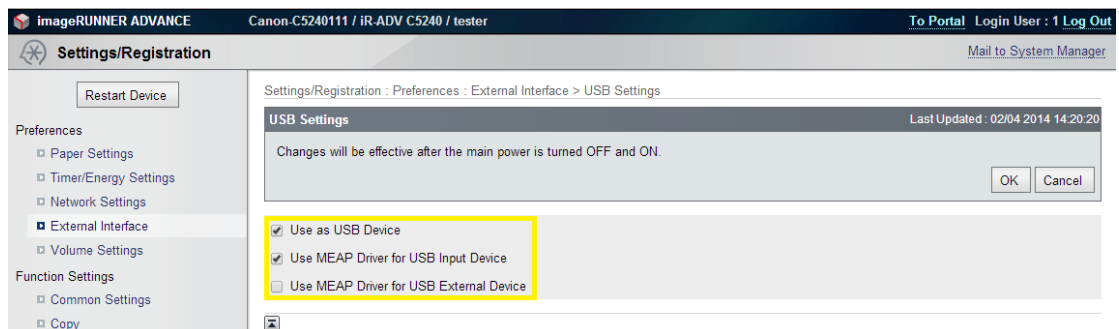 imageRUNNER ADVANCE Canon-C5240111 / iR-ADV C5240 / tester To Portal Login User : 1 Log Out
Settings/Registration Mail to System Manager
Restart Device
Preferences
Paper Settings
Timer/Energy Settings
Network Settings
External Interface
Volume Settings
Function Settings
Common Settings
Copy
Settings/Registration : Preferences : External Interface > USB Settings
USB Settings Last Updated : 02/04 2014 14:20:20
Changes will be effective after the main power is turned OFF and ON.
OK Cancel
Use as USB Device
Use MEAP Driver for USB Input Device
Use MEAP Driver for USB External Device